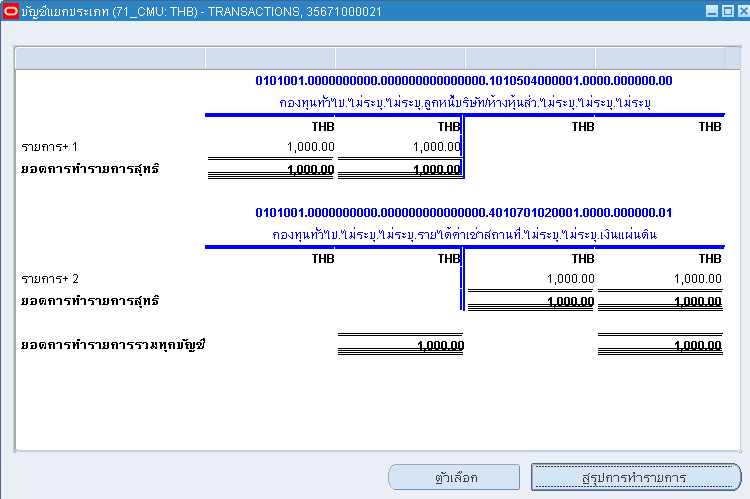 บัญชีแยกประเภท (71_CMU: THB) - TRANSACTIONS, 35671000021
0101001.0000000000.000000000000000.1010504000001.0000.000000.00
กองทุนทั่วไป.ไม่ระบุ.ไม่ระบุ.ลูกหนี้บริษัท/ห้างหุ้นส่ว.ไม่ระบุ.ไม่ระบุ.ไม่ระบุ
THB THB THB THB
รายการ+ 1 1,000.00 1,000.00
ยอดการทำรายการสุทธิ 1,000.00 1,000.00
0101001.0000000000.000000000000000.4010701020001.0000.000000.01
กองทุนทั่วไป.ไม่ระบุ.ไม่ระบุ.รายได้ค่าเช่าสถานที่.ไม่ระบุ.ไม่ระบุ.เงินแผ่นดิน
THB THB THB THB
รายการ+ 2 1,000.00 1,000.00
ยอดการทำรายการสุทธิ 1,000.00 1,000.00
ยอดการทำรายการรวมทุกบัญชี 1,000.00 1,000.00
ตัวเลือก สรุปการทำรายการ